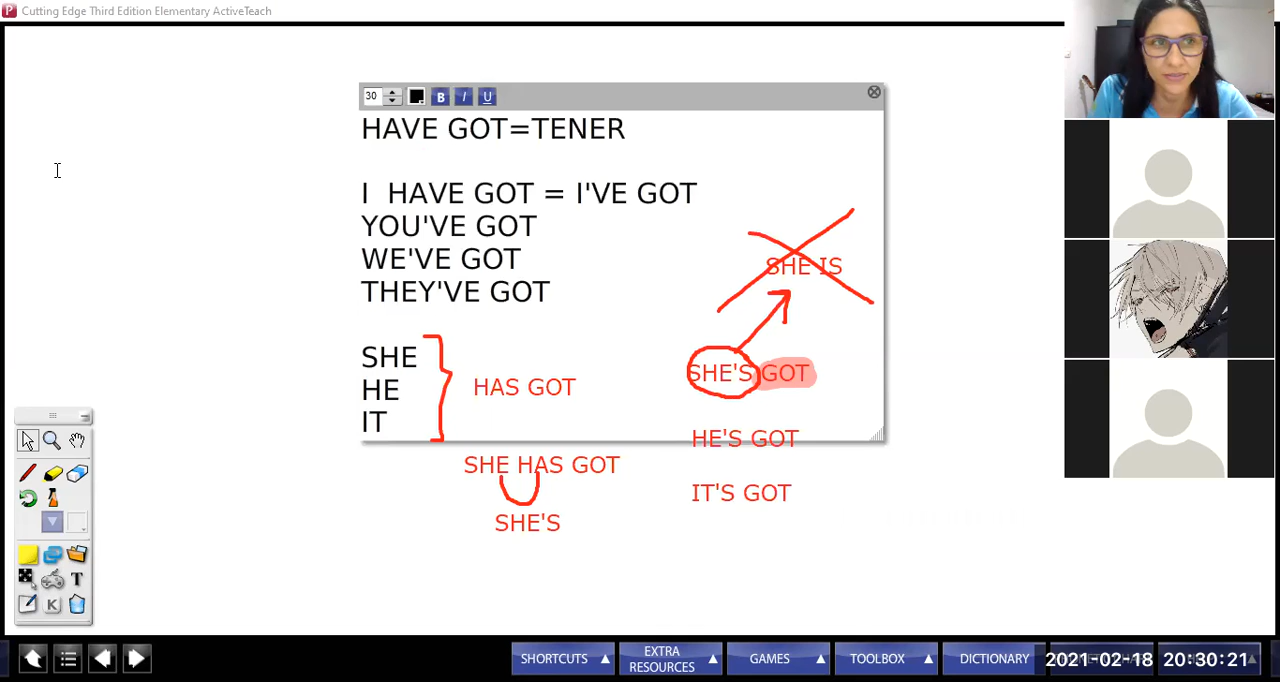 Cutting Edge Third Edition Elementary ActiveTeach
30 B I U
HAVE GOT=TENER
I HAVE GOT = I'VE GOT
YOU'VE GOT
WE'VE GOT
THEY'VE GOT
SHE IS
SHE
HE
IT
HAS GOT
SHE'S GOT
HE'S GOT
SHE HAS GOT
IT'S GOT
SHE'S
T
K
SHORTCUTS
EXTRA
RESOURCES
GAMES
TOOLBOX
DICTIONARY
2021-02-18 20:30:21